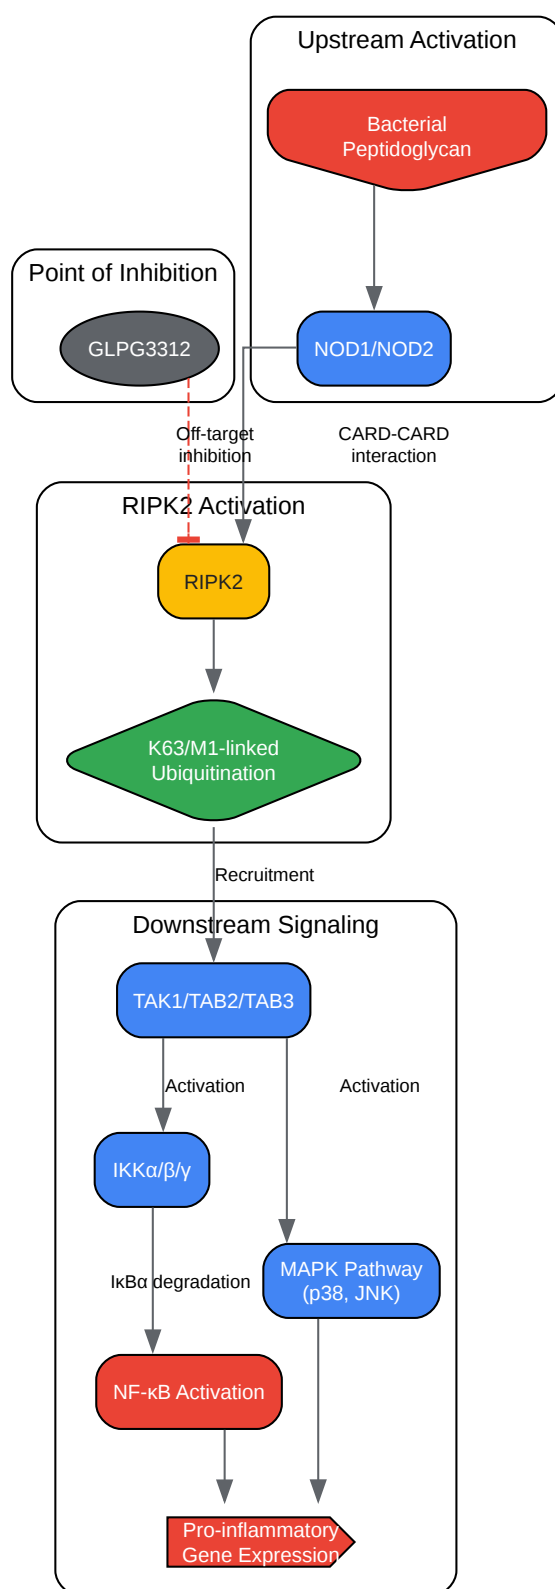 Upstream Activation
Bacterial
Peptidoglycan
Point of Inhibition
GLPG3312
NOD1/NOD2
Off-target
inhibition
CARD-CARD
interaction
RIPK2 Activation
RIPK2
K63/M1-linked
Ubiquitination
Recruitment
Downstream Signaling
TAK1/TAB2/TAB3
Activation
Activation
IKKα/β/γ
IκBα degradation
MAPK Pathway
(p38, JNK)
NF-κB Activation
Pro-inflammatory
Gene Expression